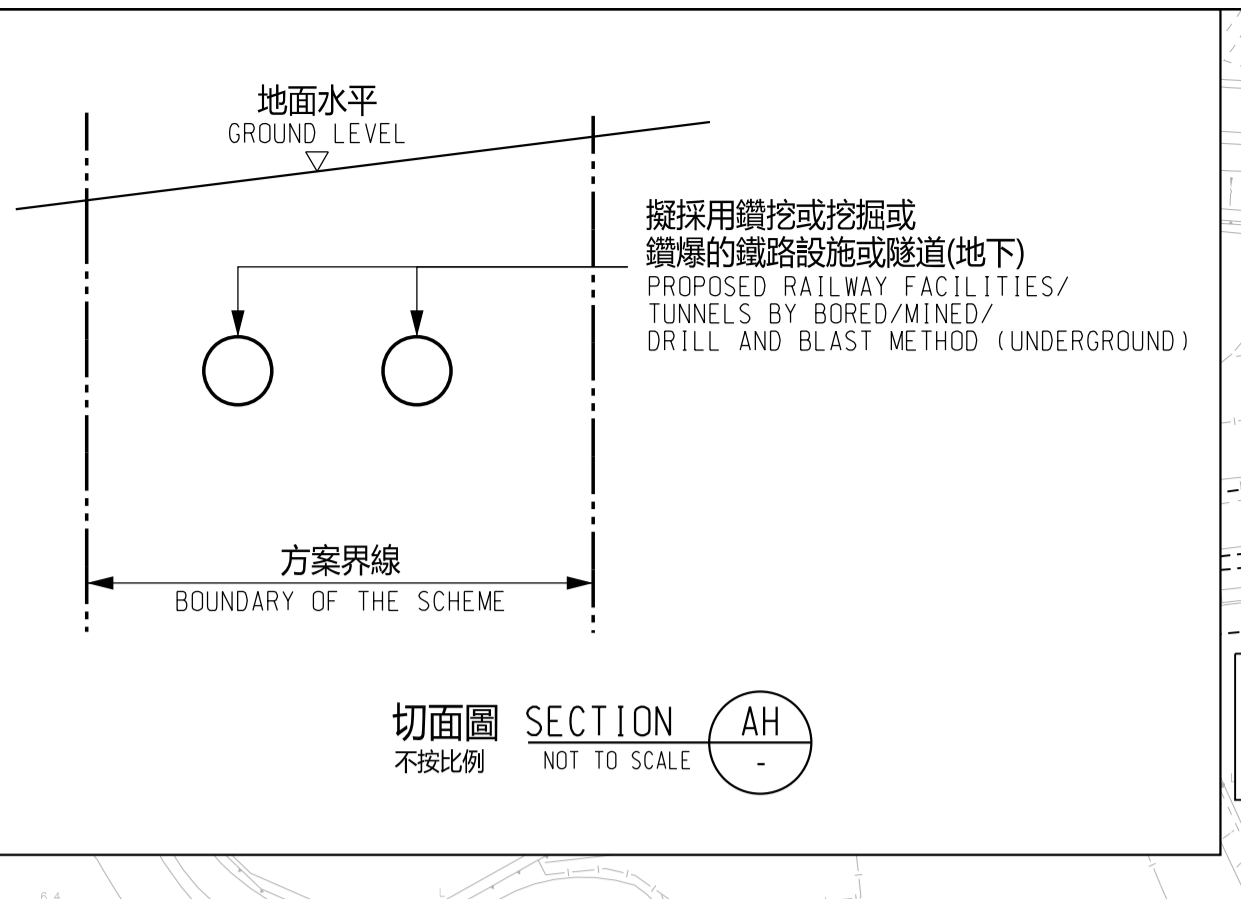 地面水平
GROUND LEVEL
擬採用鑽挖或挖掘或
鑽爆的鐵路設施或隧道(地下)
PROPOSED RAILWAY FACILITIES/
TUNNELS BY BORED/MINED/
DRILL AND BLAST METHOD (UNDERGROUND)
方案界線
BOUNDARY OF THE SCHEME
切面圖 SECTION AH
不按比例 NOT TO SCALE -
6.4